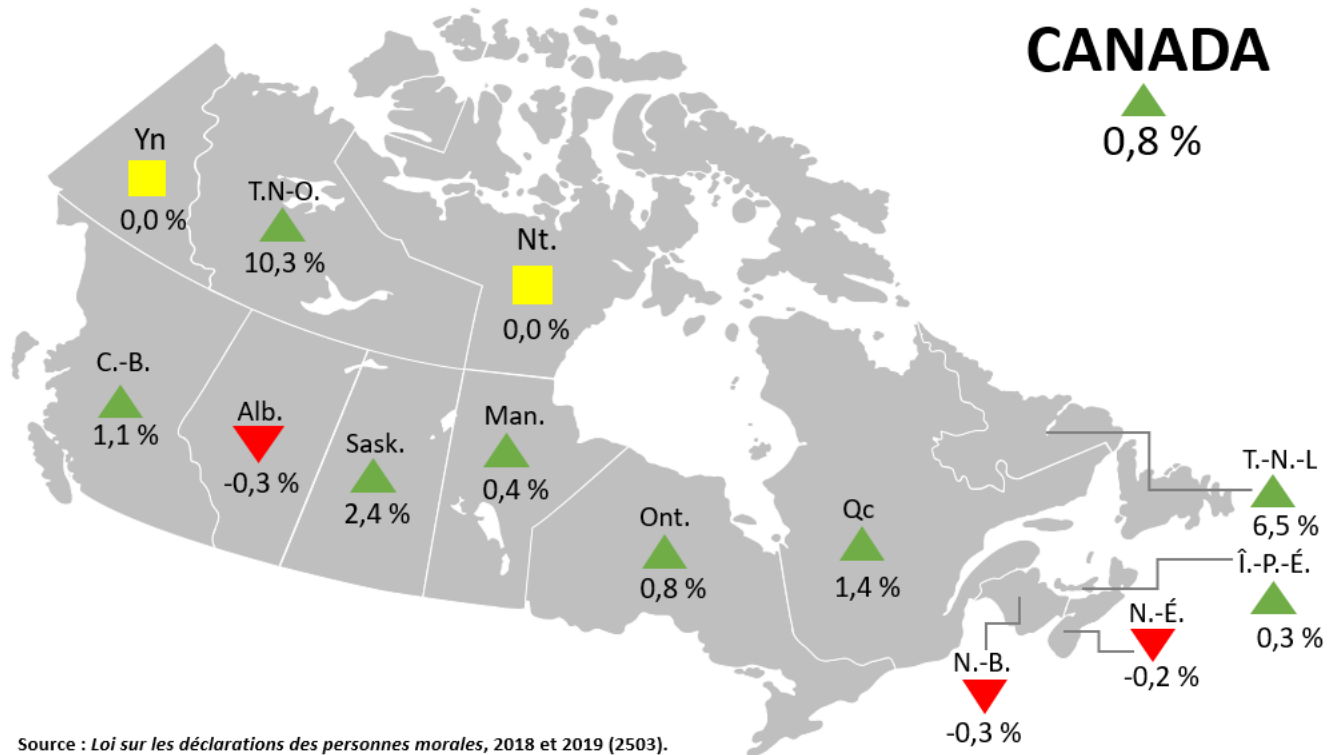 CANADA
0,8 %
Yn
0,0 %
T.N-O.
10,3 %
Nt.
0,0 %
C.-B.
1,1 %
Alb.
-0,3 %
Sask.
2,4 %
Man.
0,4 %
Ont.
0,8 %
Qc
1,4 %
T.-N.-L
6,5 %
Î.-P.-É.
0,3 %
N.-É.
-0,2 %
N.-B.
-0,3 %
Source : Loi sur les déclarations des personnes morales, 2018 et 2019 (2503).